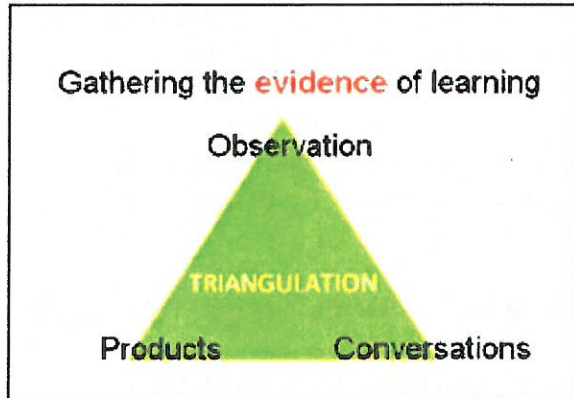 Gathering the evidence of learning
Observation
TRIANGULATION
Products Conversations